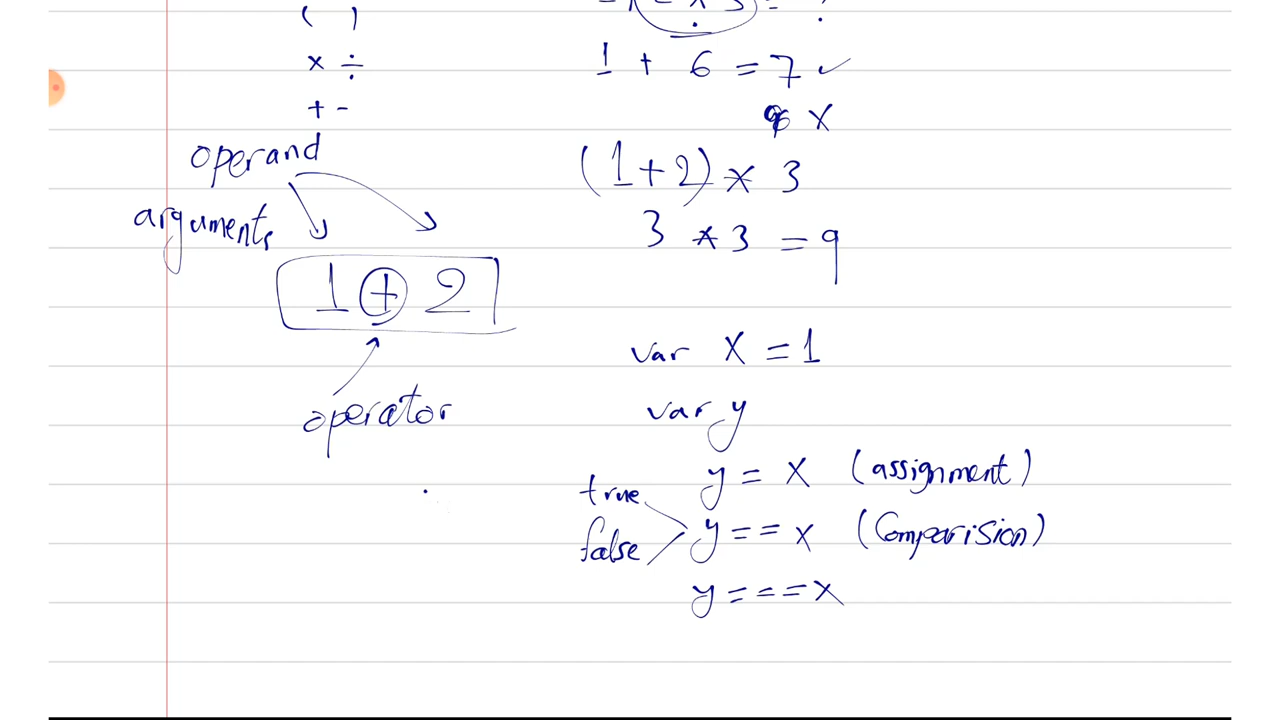 ( )
× ÷
+ -
operand
arguments
1 + 2
operator
1 + 6 = 7 ✓
9 X
(1+2) * 3
3 * 3 = 9
var x = 1
var y
y = x (assignment)
true
false
y == x (Comparision)
y === x